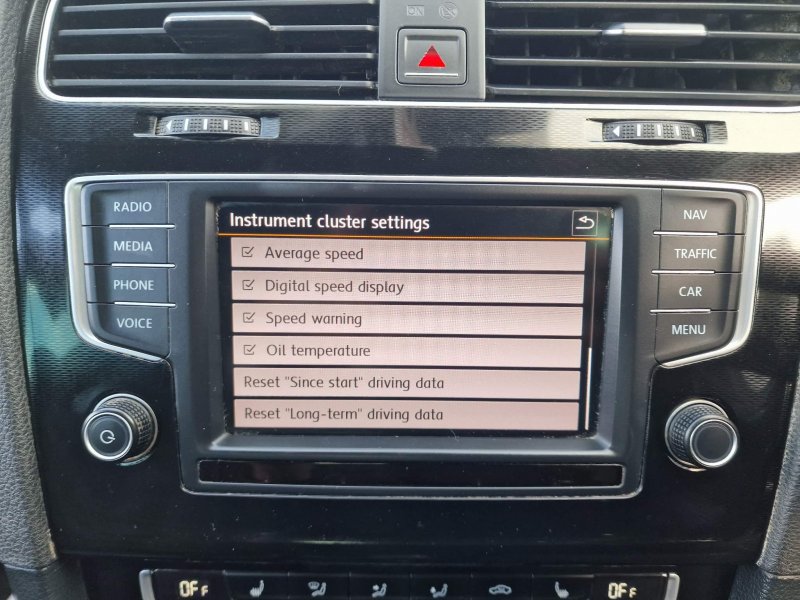 RADIO
MEDIA
PHONE
VOICE
Instrument cluster settings
Average speed
Digital speed display
Speed warning
Oil temperature
Reset "Since start" driving data
Reset "Long-term" driving data
NAV
TRAFFIC
CAR
MENU
OFF
OFF